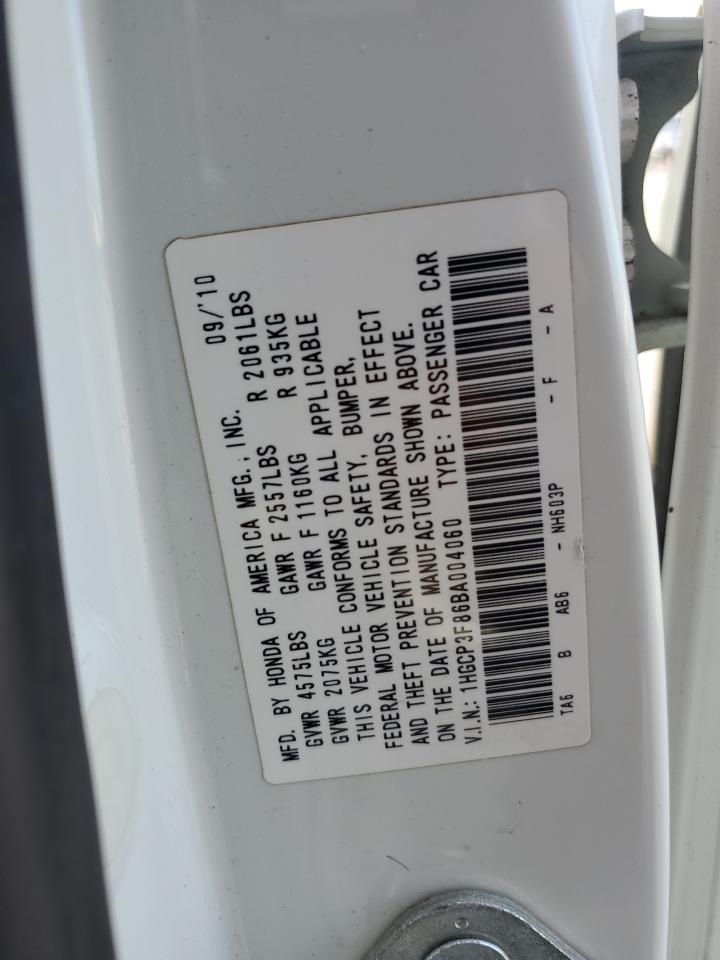 MFD. BY HONDA OF AMERICA MFG., INC. 09/'10
GVWR 4575LBS GAWR F 2557LBS R 2061LBS
GVWR 2075KG GAWR F 1160KG R 935KG
THIS VEHICLE CONFORMS TO ALL APPLICABLE
FEDERAL MOTOR VEHICLE SAFETY, BUMPER,
AND THEFT PREVENTION STANDARDS IN EFFECT
ON THE DATE OF MANUFACTURE SHOWN ABOVE.
V.I.N.: 1HGCP3F86BA004060 TYPE: PASSENGER CAR
TA6 B AB6 - NH603P - F - A